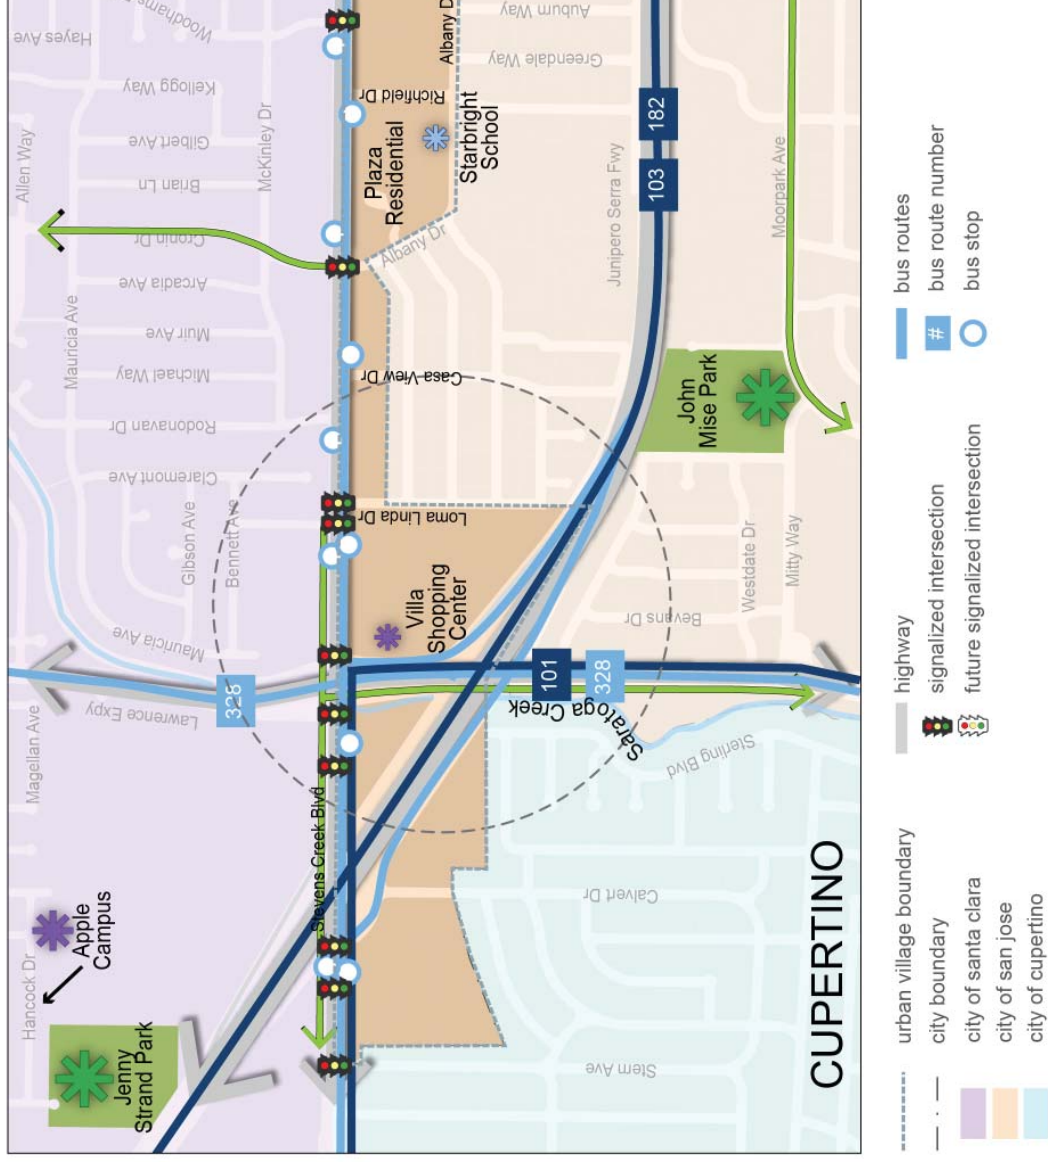 Hayes Ave
Woodhams
Kellogg Way
Gilbert Ave
Allen Way
McKinley Dr
Brian Ln
Cronin Dr
Arcadia Ave
Mauricia Ave
Muir Ave
Michael Way
Rodonavan Dr
Claremont Ave
Gibson Ave
Bennett Ave
Mauricia Ave
Lawrence Expy
328
Magellan Ave
Hancock Dr
Apple
Campus
Jenny
Strand Park
Stevens Creek Blvd
Albany D
Richfield Dr
Plaza
Residential
Starbright
School
Albany Dr
Casa View Dr
Loma Linda Dr
Villa
Shopping
Center
Auburn Way
Greendale Way
182
103
Junipero Serra Fwy
Moorpark Ave
John
Mise Park
Westdate Dr
Mitty Way
Bevans Dr
101
328
Saratoga Creek
Sterling Blvd
Calvert Dr
Stern Ave
CUPERTINO
urban village boundary
city boundary
city of santa clara
city of san jose
city of cupertino
highway
signalized intersection
future signalized intersection
bus routes
#
bus route number
bus stop